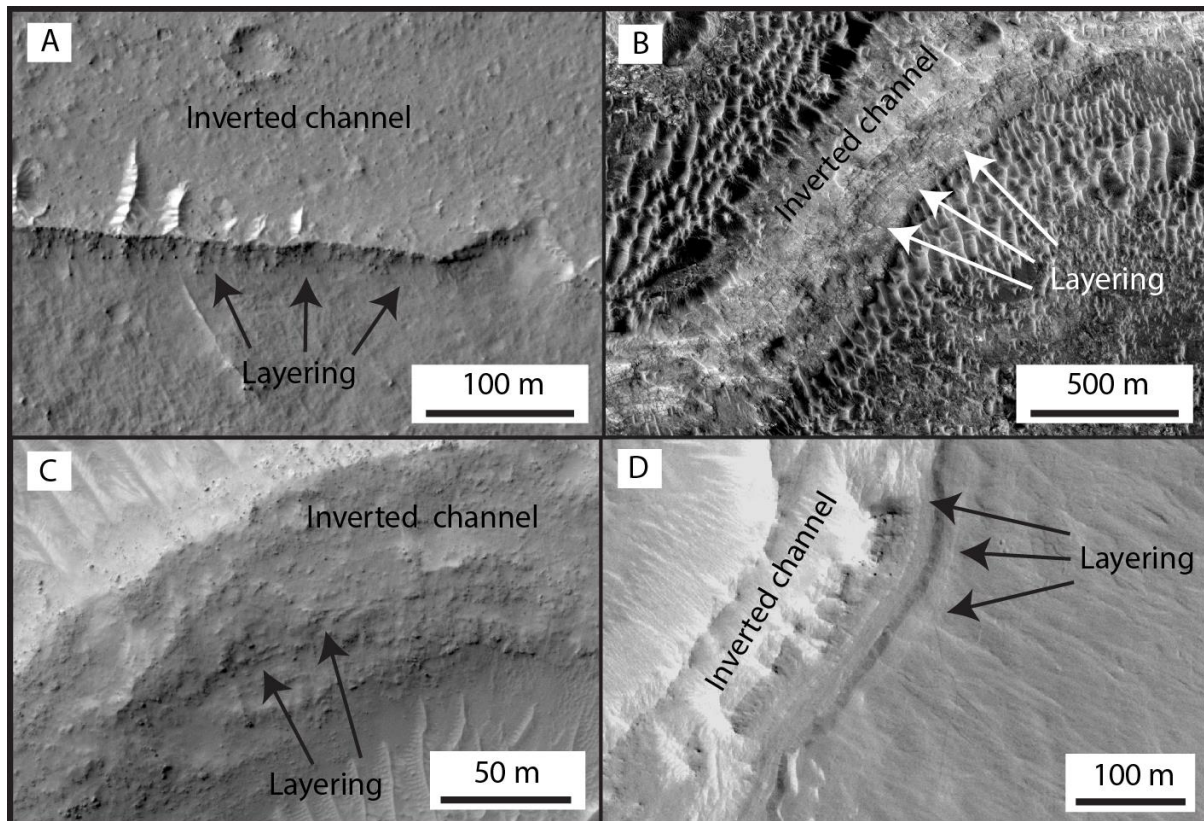 A
Inverted channel
Layering
100 m
B
Inverted channel
Layering
500 m
C
Inverted channel
Layering
50 m
D
Inverted channel
Layering
100 m